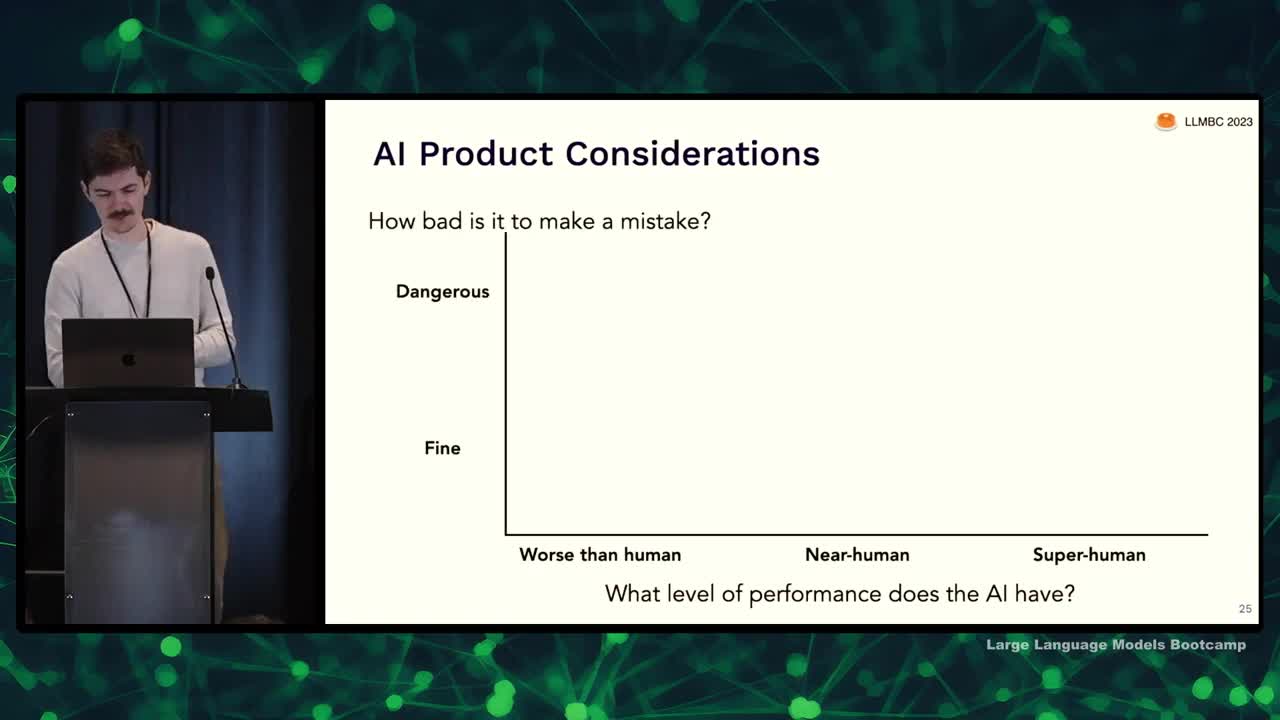 LLMBC 2023
AI Product Considerations
How bad is it to make a mistake?
Dangerous
Fine
Worse than human
Near-human
Super-human
What level of performance does the AI have?
25
Large Language Models Bootcamp